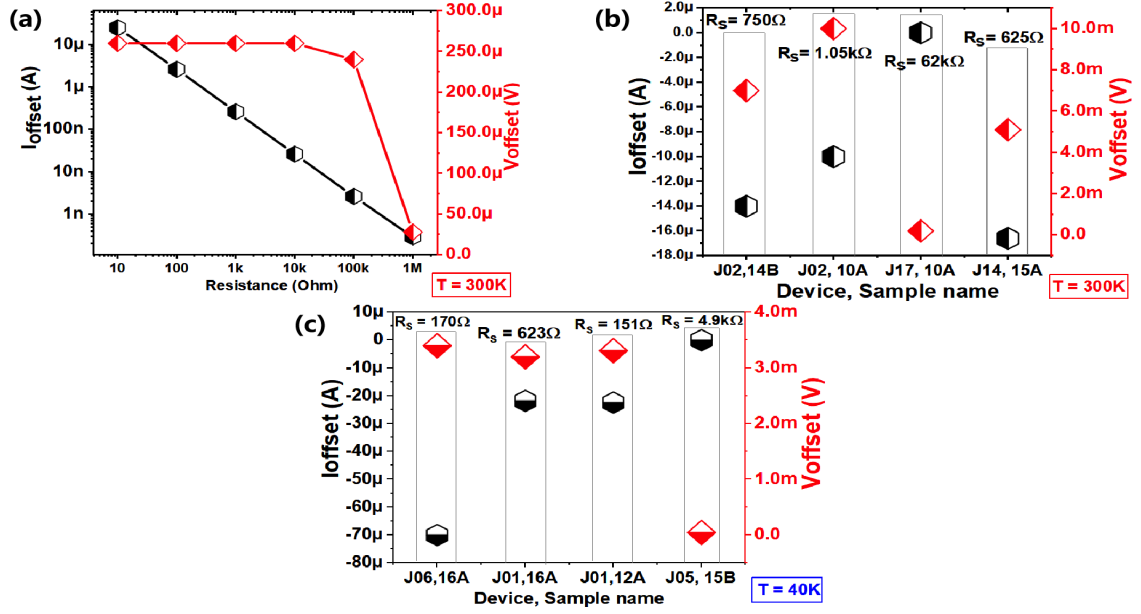 (a)
10µ
1µ
100n
10n
1n
Ioffset (A)
300.0µ
250.0µ
200.0µ
150.0µ
100.0µ
50.0µ
0.0
Voffset (V)
10 100 1k 10k 100k 1M
Resistance (Ohm)
T = 300K
(b)
2.0µ
0.0
-2.0µ
-4.0µ
-6.0µ
-8.0µ
-10.0µ
-12.0µ
-14.0µ
-16.0µ
-18.0µ
Ioffset (A)
RS = 750Ω
RS = 1.05kΩ
RS = 62kΩ
RS = 625Ω
10.0m
8.0m
6.0m
4.0m
2.0m
0.0
Voffset (V)
J02,14B J02, 10A J17, 10A J14, 15A
Device, Sample name
T = 300K
(c)
10µ
0
-10µ
-20µ
-30µ
-40µ
-50µ
-60µ
-70µ
-80µ
Ioffset (A)
RS = 170Ω
RS = 623Ω
RS = 151Ω
RS = 4.9kΩ
4.0m
3.0m
2.0m
1.0m
0.0
Voffset (V)
J06,16A J01,16A J01,12A J05, 15B
Device, Sample name
T = 40K